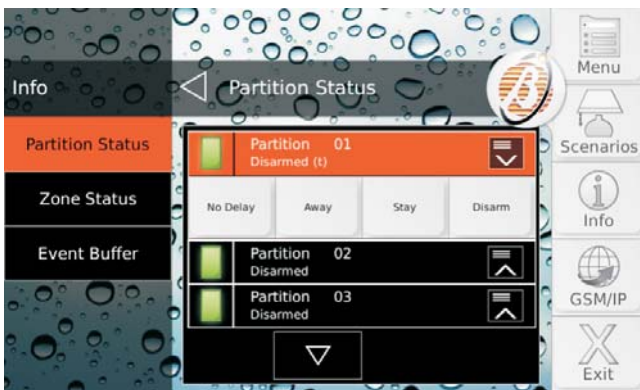 Info
Partition Status
Partition Status
Zone Status
Event Buffer
Partition 01
Disarmed (t)
No Delay Away Stay Disarm
Partition 02
Disarmed
Partition 03
Disarmed
Menu
Scenarios
Info
GSM/IP
Exit